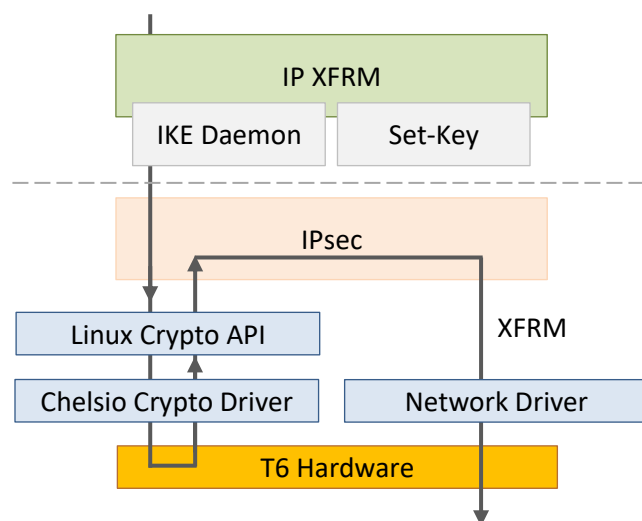 IP XFRM
IKE Daemon
Set-Key
IPsec
Linux Crypto API
XFRM
Chelsio Crypto Driver
Network Driver
T6 Hardware